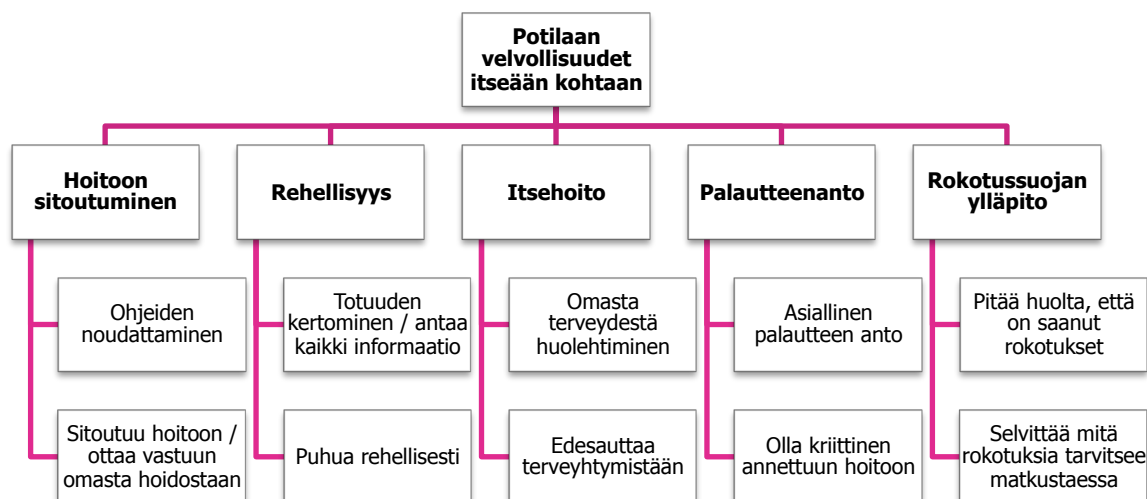 Potilaan
velvollisuudet
itseään kohtaan
Hoitoon
sitoutuminen
Rehellisyys
Itsehoito
Palautteenanto
Rokotussuojan
ylläpito
Ohjeiden
noudattaminen
Totuuden
kertominen / antaa
kaikki informaatio
Omasta
terveydestä
huolehtiminen
Asiallinen
palautteen anto
Pitää huolta, että
on saanut
rokotukset
Sitoutuu hoitoon /
ottaa vastuun
omasta hoidostaan
Puhua rehellisesti
Edesauttaa
terveyhtymistään
Olla kriittinen
annettuun hoitoon
Selvittää mitä
rokotuksia tarvitsee
matkustaessa